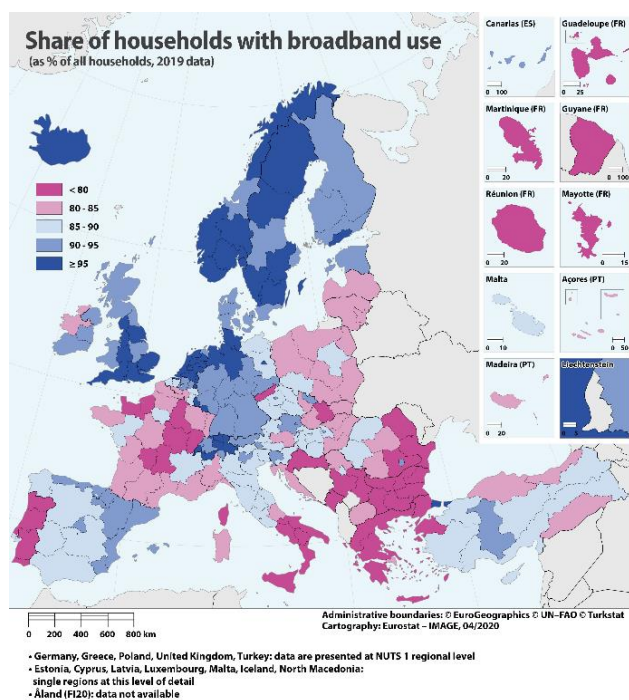 Share of households with broadband use
(as % of all households, 2019 data)
< 80
80 - 85
85 - 90
90 - 95
≥ 95
Canarias (ES)
0 100
Guadeloupe (FR)
0 25
Martinique (FR)
0 20
Guyane (FR)
0 100
Réunion (FR)
0 20
Mayotte (FR)
0 15
Malta
0 10
Açores (PT)
0 50
Madeira (PT)
0 20
Liechtenstein
0 200 400 600 800 km
Administrative boundaries: © EuroGeographics © UN–FAO © Turkstat
Cartography: Eurostat – IMAGE, 04/2020
• Germany, Greece, Poland, United Kingdom, Turkey: data are presented at NUTS 1 regional level
• Estonia, Cyprus, Latvia, Luxembourg, Malta, Iceland, North Macedonia:
single regions at this level of detail
• Åland (FI20): data not available